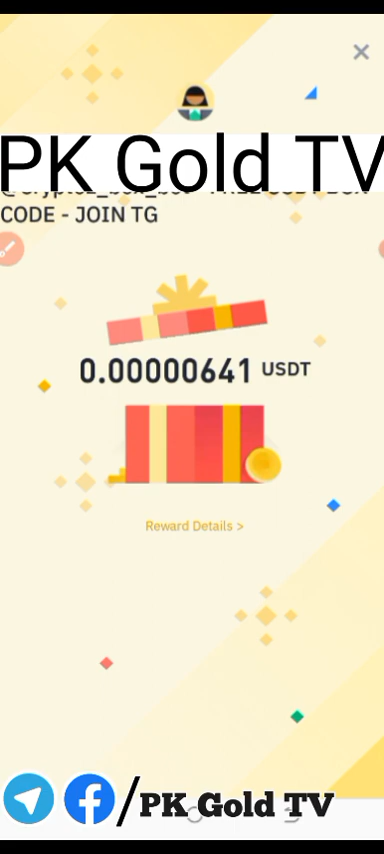 PK Gold TV
CODE - JOIN TG
0.00000641 USDT
Reward Details >
/PK Gold TV